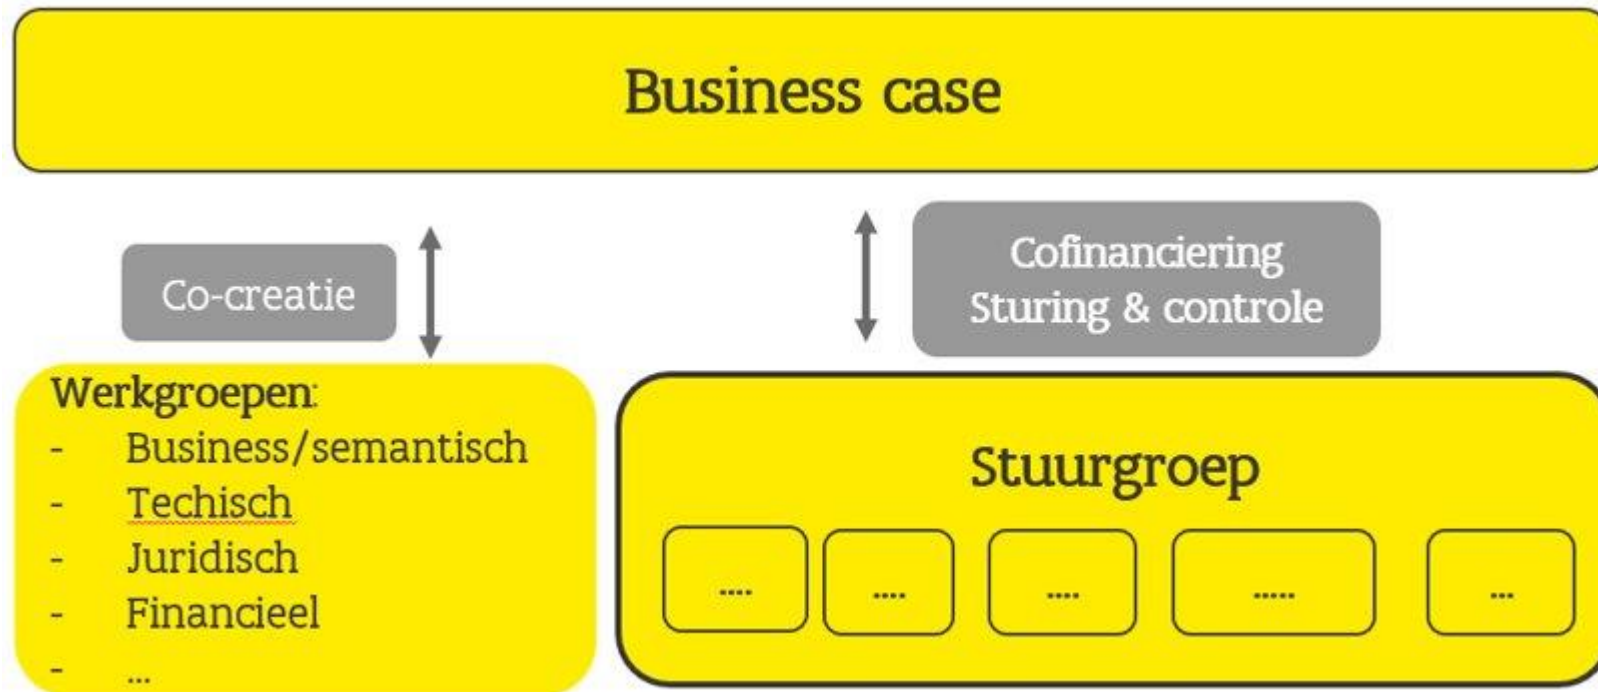 Business case
Co-creatie
Cofinanciering
Sturing & controle
Werkgroepen:
- Business/semantisch
- Techisch
- Juridisch
- Financieel
- ...
Stuurgroep
.... .... .... ..... ...